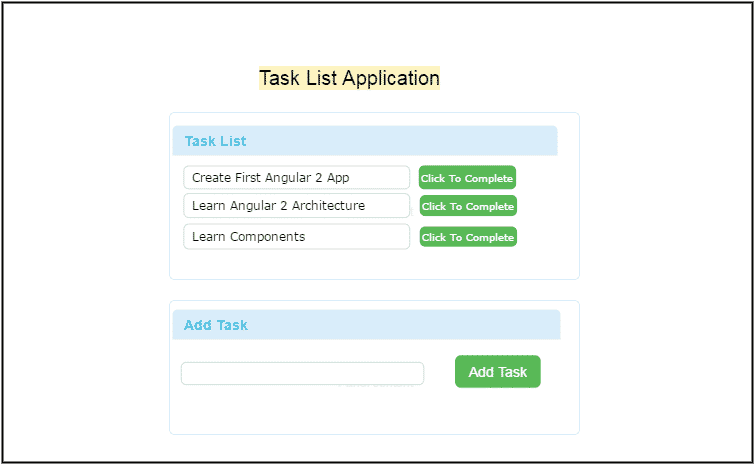 Task List Application
Task List
Create First Angular 2 App Click To Complete
Learn Angular 2 Architecture Click To Complete
Learn Components Click To Complete
Add Task
Add Task